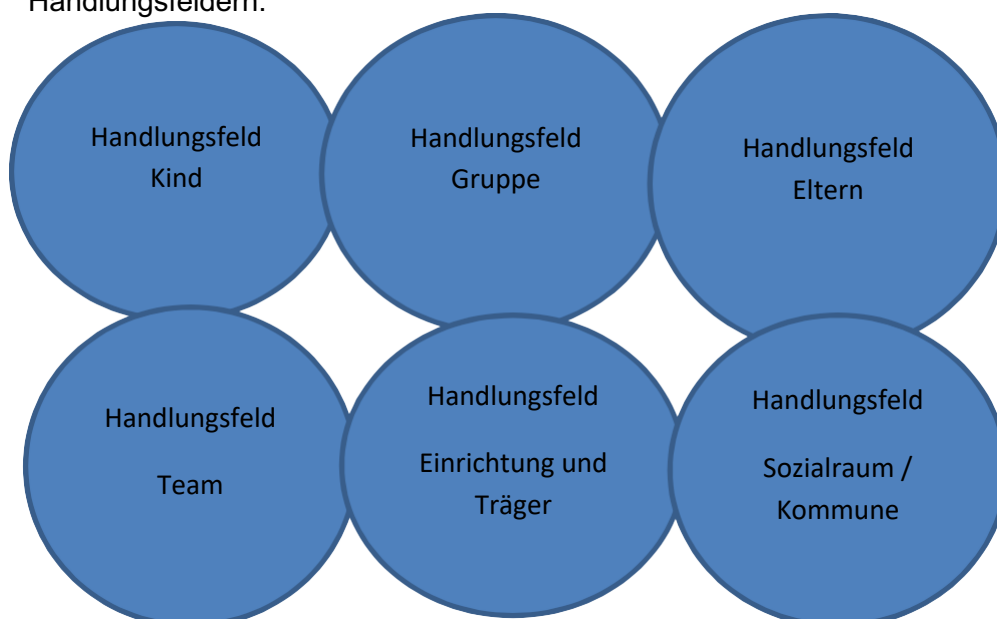 Handlungsfeldern:
Handlungsfeld
Kind
Handlungsfeld
Gruppe
Handlungsfeld
Eltern
Handlungsfeld
Team
Handlungsfeld
Einrichtung und
Träger
Handlungsfeld
Sozialraum /
Kommune